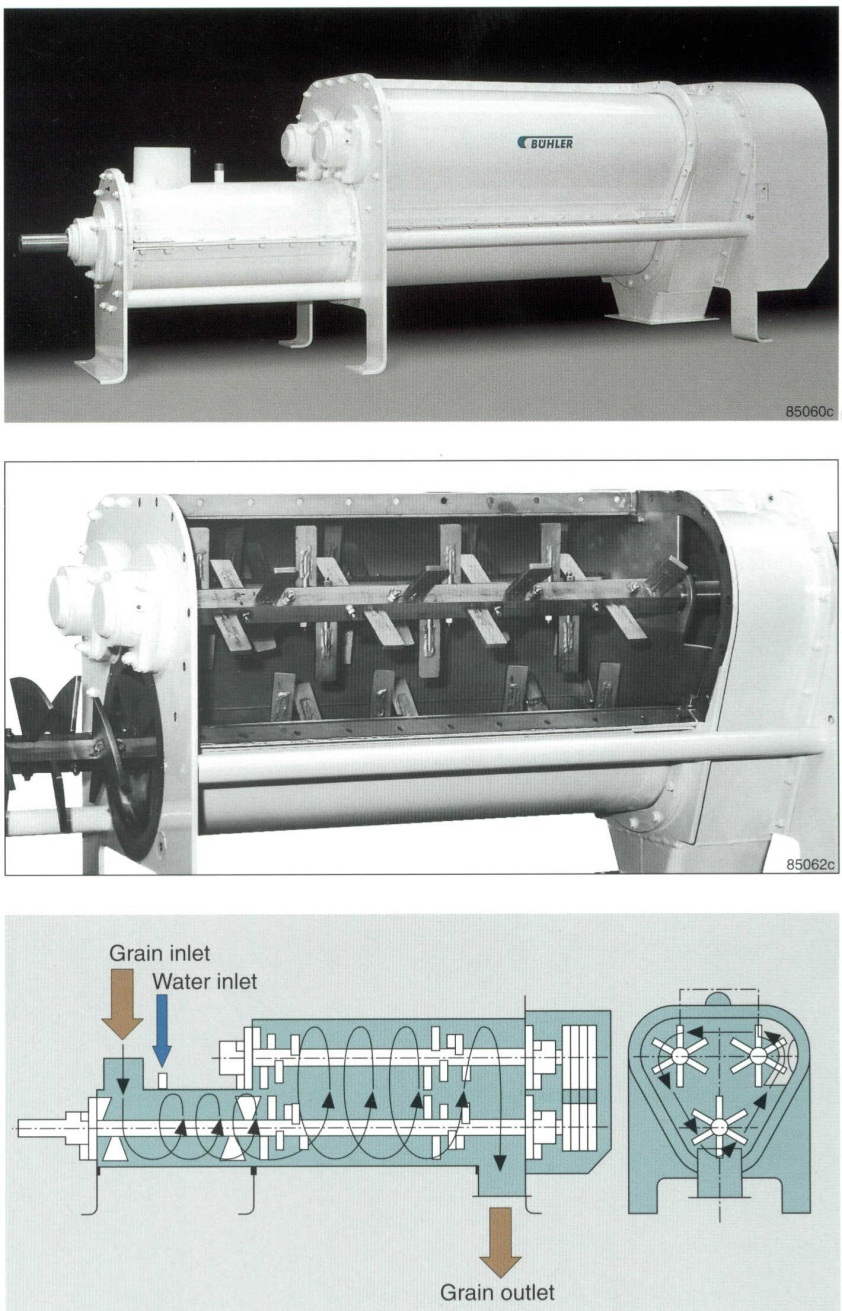 BÜHLER
85060c
85062c
Grain inlet
Water inlet
Grain outlet